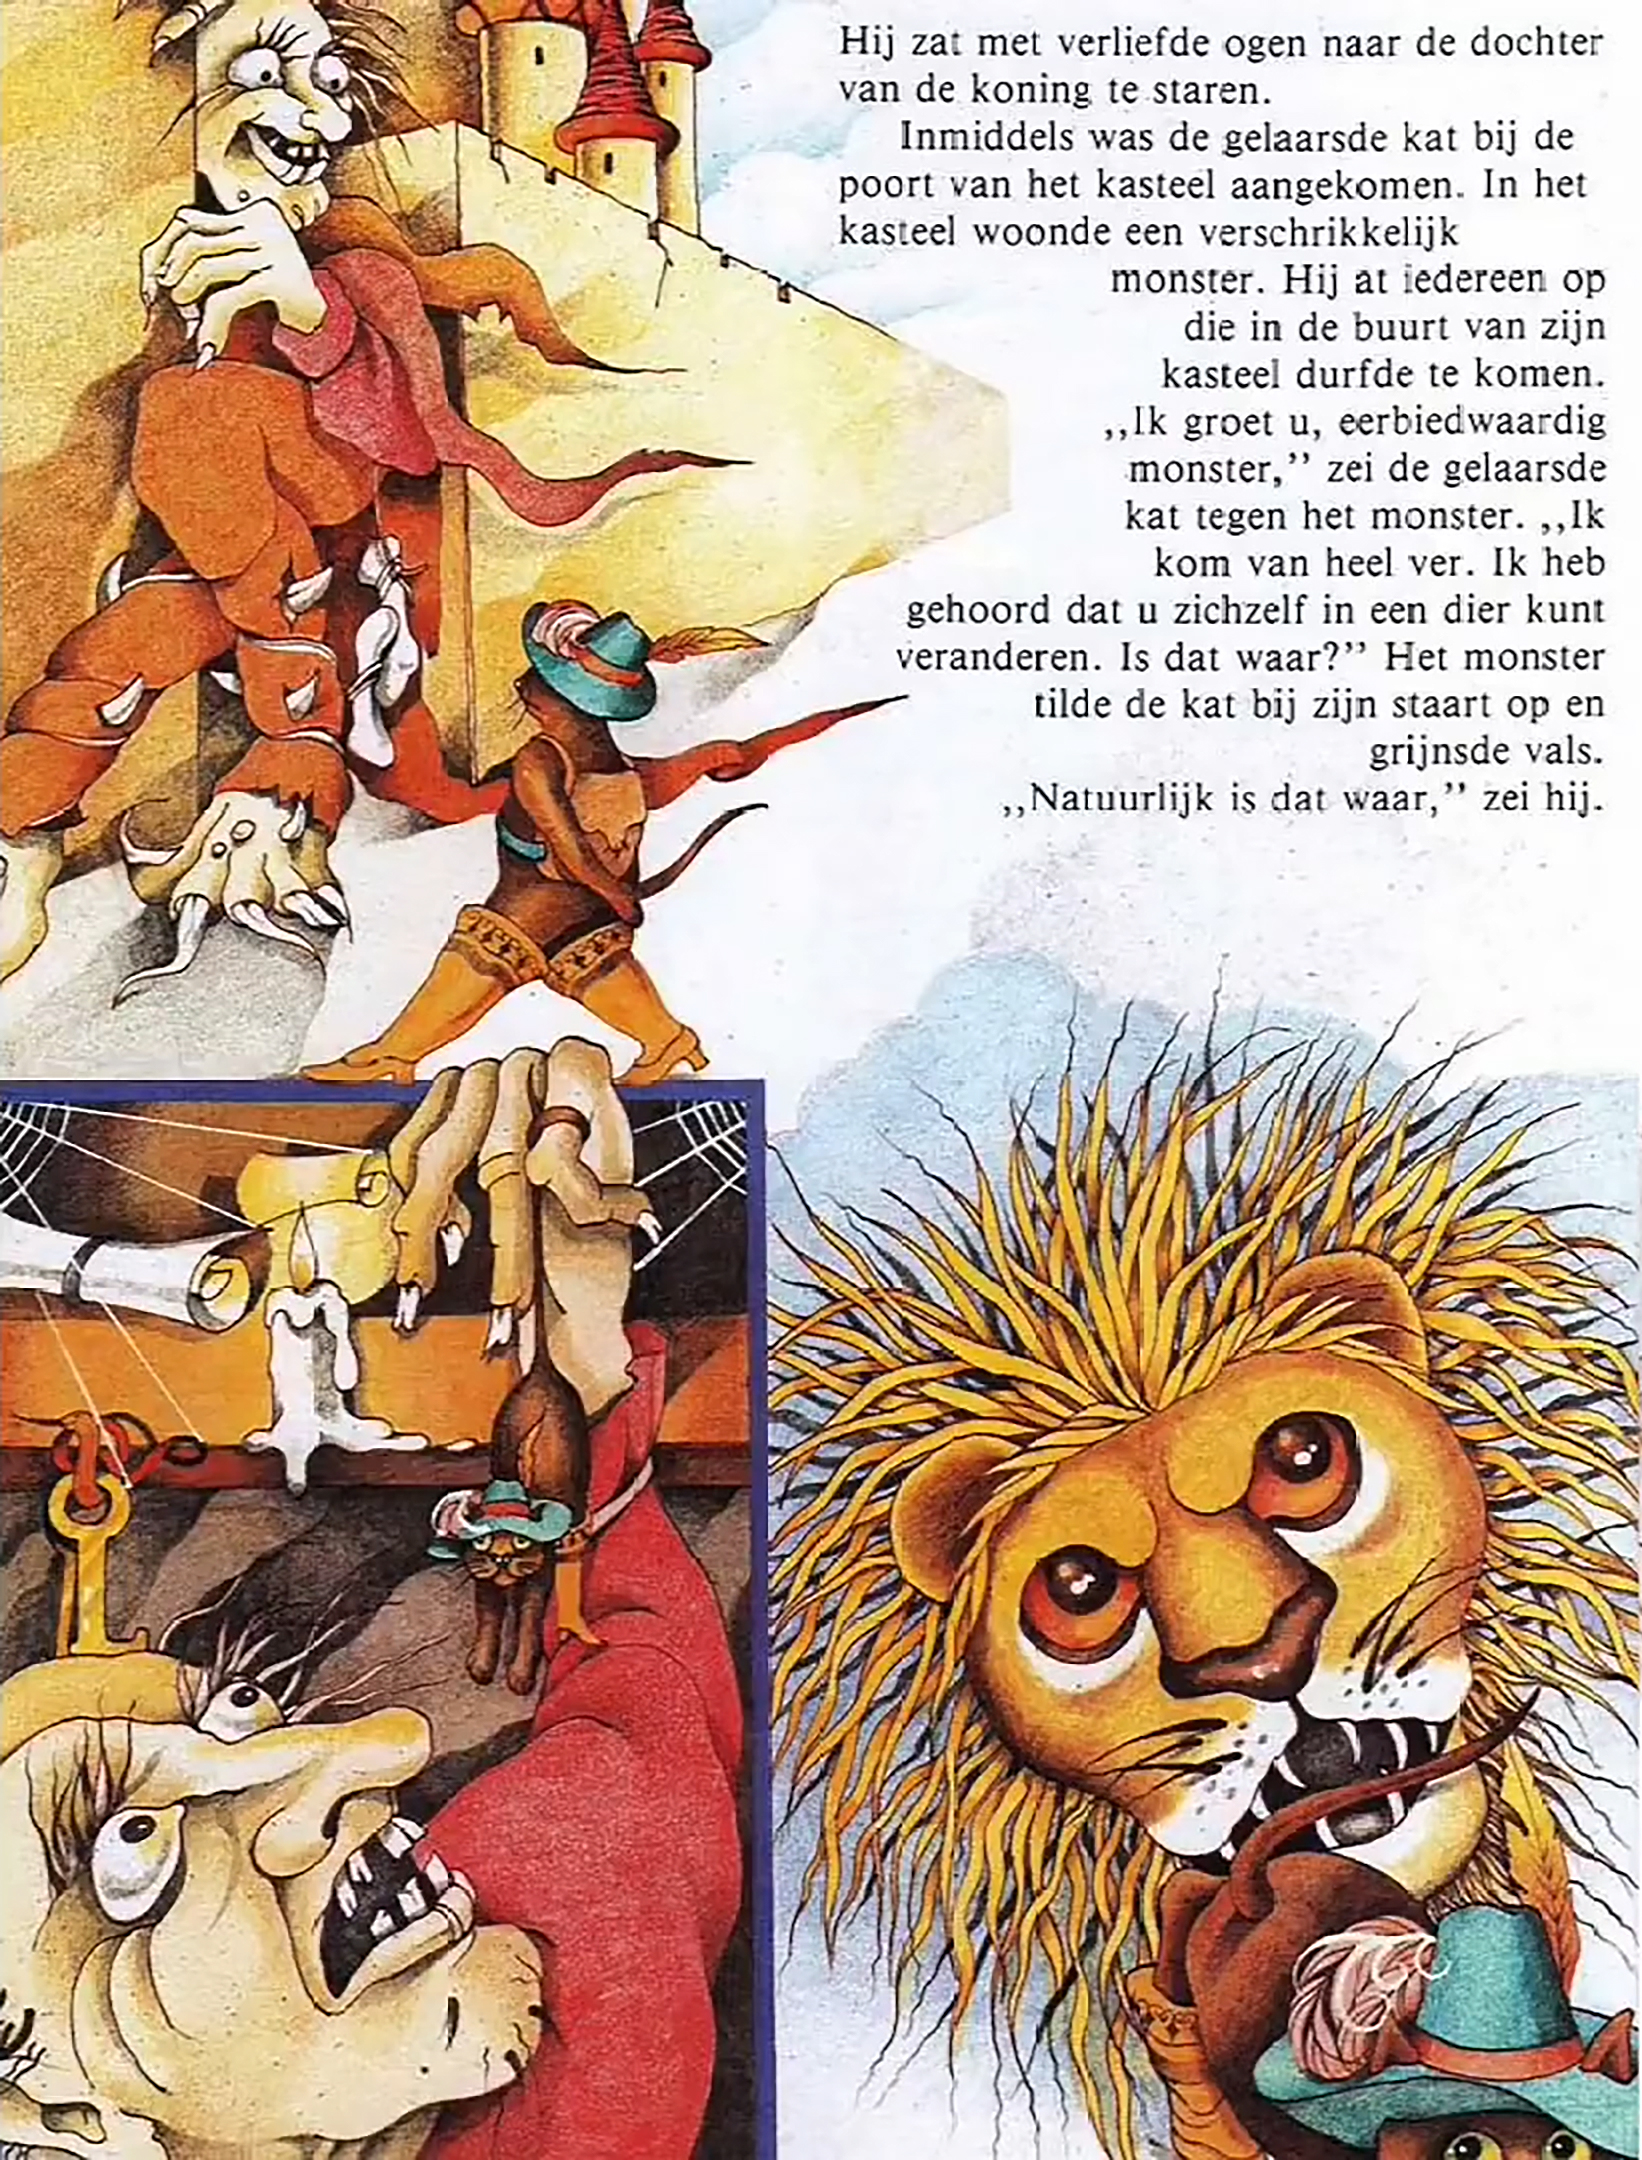 Hij zat met verliefde ogen naar de dochter
van de koning te staren.
Inmiddels was de gelaarsde kat bij de
poort van het kasteel aangekomen. In het
kasteel woonde een verschrikkelijk
monster. Hij at iedereen op
die in de buurt van zijn
kasteel durfde te komen.
,,Ik groet u, eerbiedwaardig
monster,” zei de gelaarsde
kat tegen het monster. ,,Ik
kom van heel ver. Ik heb
gehoord dat u zichzelf in een dier kunt
veranderen. Is dat waar?” Het monster
tilde de kat bij zijn staart op en
grijnsde vals.
,,Natuurlijk is dat waar,” zei hij.